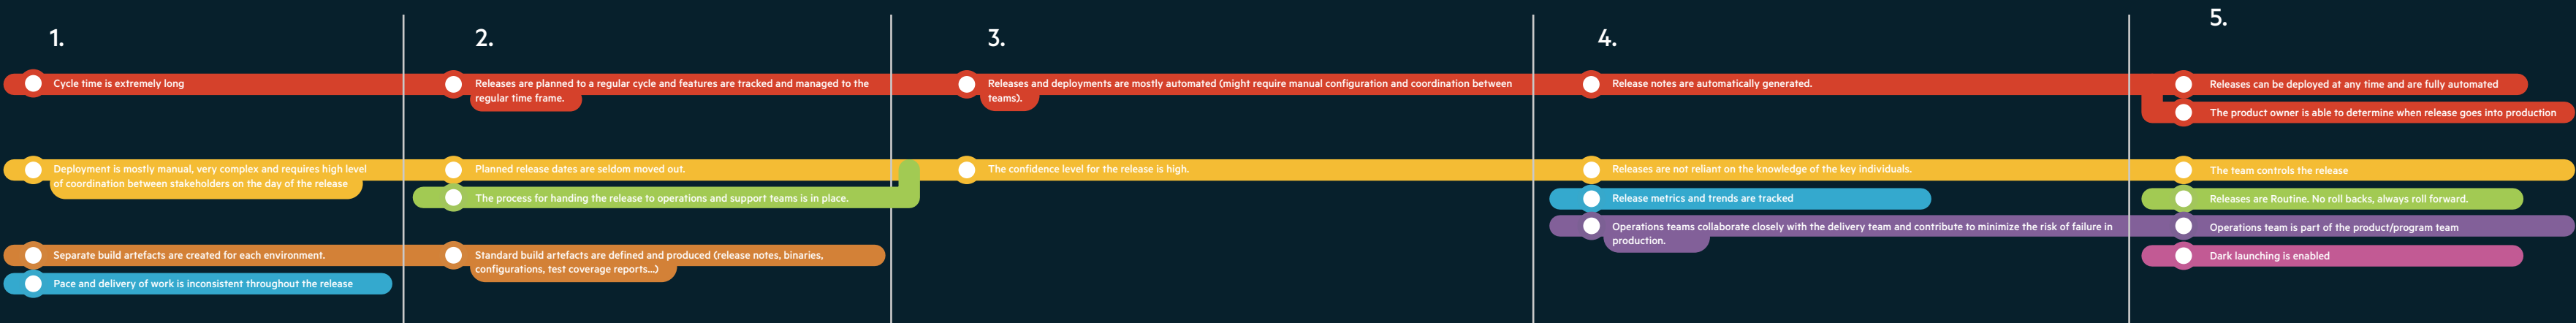 1.
Cycle time is extremely long
Deployment is mostly manual, very complex and requires high level
of coordination between stakeholders on the day of the release
Separate build artefacts are created for each environment.
Pace and delivery of work is inconsistent throughout the release
2.
Releases are planned to a regular cycle and features are tracked and managed to the
regular time frame.
Planned release dates are seldom moved out.
The process for handing the release to operations and support teams is in place.
Standard build artefacts are defined and produced (release notes, binaries,
configurations, test coverage reports...)
3.
Releases and deployments are mostly automated (might require manual configuration and coordination between
teams).
The confidence level for the release is high.
4.
Release notes are automatically generated.
Releases are not reliant on the knowledge of the key individuals.
Release metrics and trends are tracked
Operations teams collaborate closely with the delivery team and contribute to minimize the risk of failure in
production.
5.
Releases can be deployed at any time and are fully automated
The product owner is able to determine when release goes into production
The team controls the release
Releases are Routine. No roll backs, always roll forward.
Operations team is part of the product/program team
Dark launching is enabled